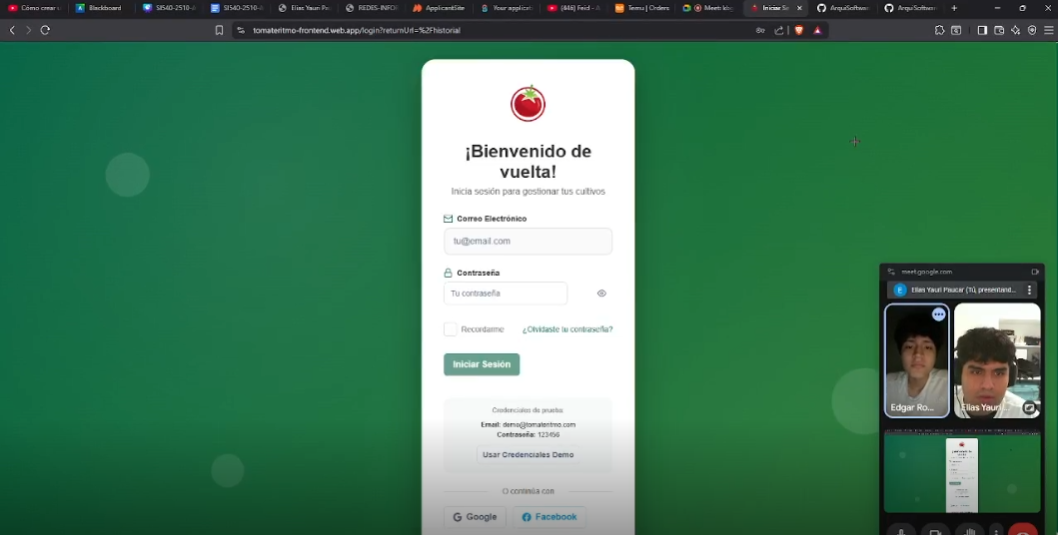 Cómo crear
Blackboard
SI540-2510-A
SI540-2510-
Elias Yauri Pau
REDES-INFO
ApplicantSite
Your applicat
(446) Feid - A
Temu | Orders
Meet: kbg
Iniciar Se
ArquiSoftwar
ArquiSoftwar
tomateritmo-frontend.web.app/login?returnUrl=%2Fhistorial
¡Bienvenido de
vuelta!
Inicia sesión para gestionar tus cultivos
Correo Electrónico
tu@email.com
Contraseña
Tu contraseña
Recordarme
¿Olvidaste tu contraseña?
Iniciar Sesión
Credenciales de prueba
Email: demo@tomateritmo.com
Contraseña: 123456
Usar Credenciales Demo
O continúa con
Google
Facebook
meet.google.com
E
Elias Yauri Paucar (Tú, presentand...
Edgar Ro...
Elias Yauri...